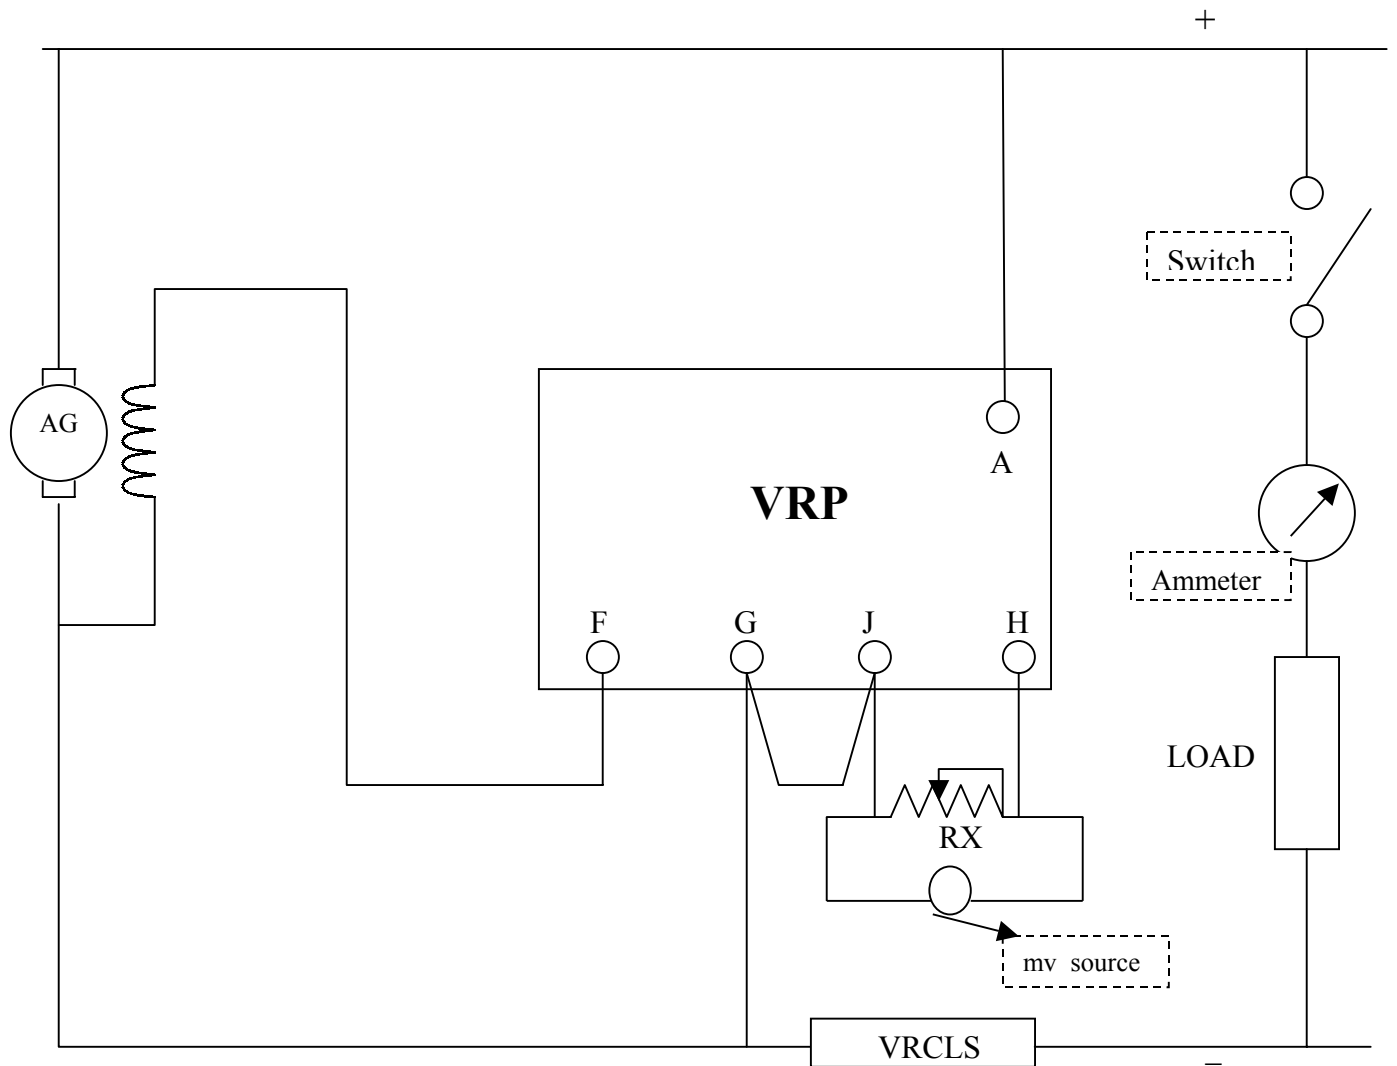 +
Switch
AG
A
VRP
Ammeter
F G J H
LOAD
RX
mv source
VRCLS
–